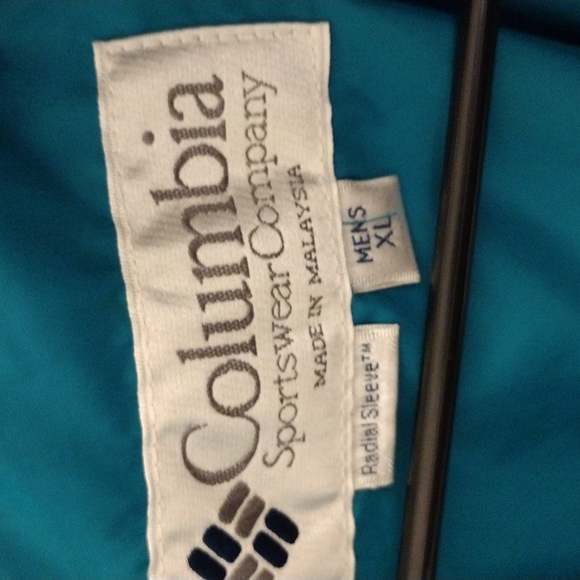 Columbia
Sportswear Company
MADE IN MALAYSIA
MENS
XL
Radial Sleeve™